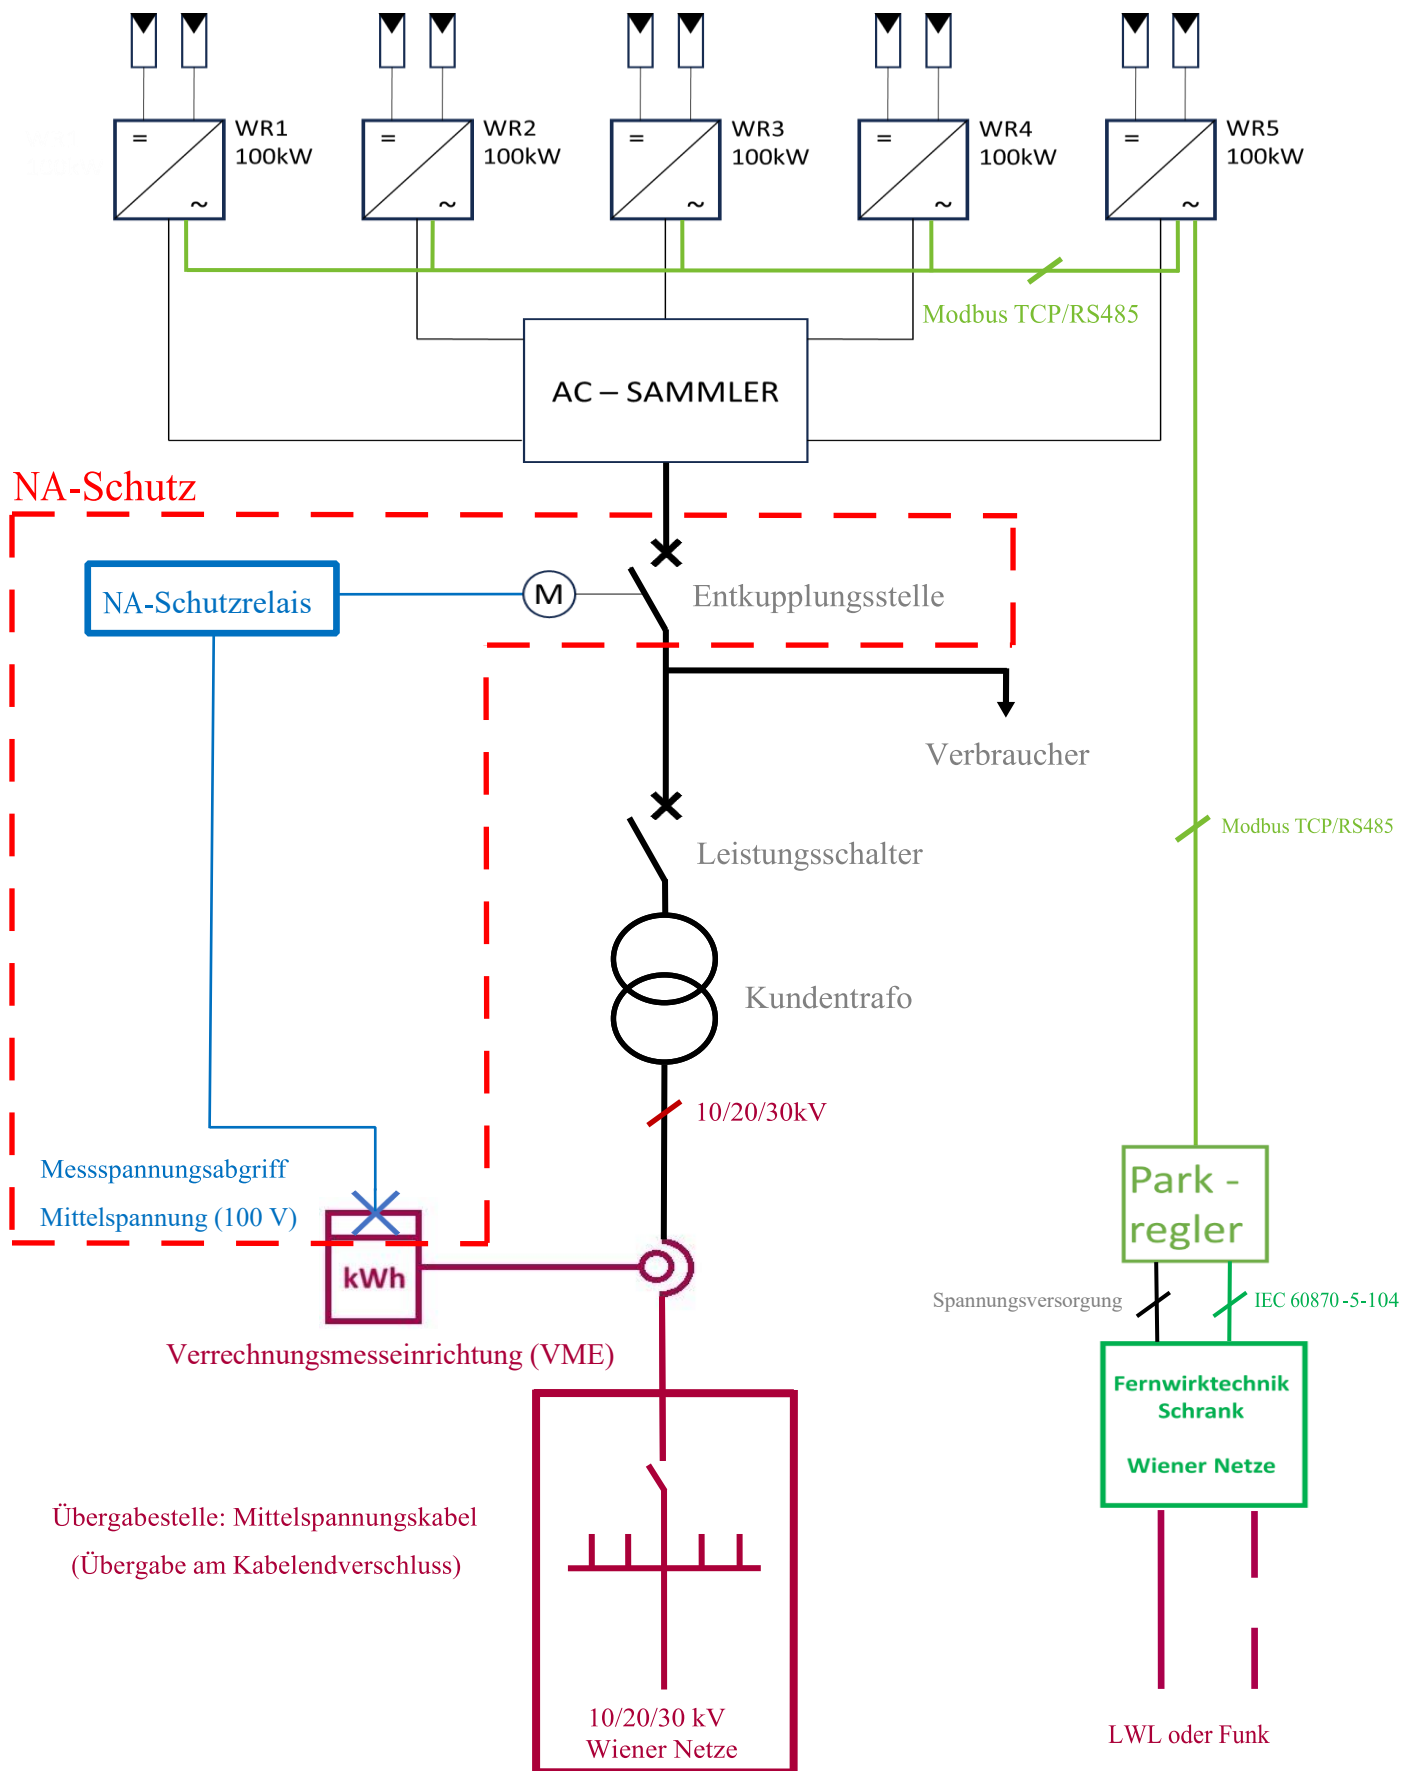 WR1
100kW
WR2
100kW
WR3
100kW
WR4
100kW
WR5
100kW
=
~
=
~
=
~
=
~
=
~
Modbus TCP/RS485
AC – SAMMLER
NA-Schutz
NA-Schutzrelais
M
Entkupplungsstelle
Verbraucher
Modbus TCP/RS485
Leistungsschalter
Kundentrafo
10/20/30kV
Messspannungsabgriff
Mittelspannung (100 V)
kWh
Verrechnungsmesseinrichtung (VME)
Park -
regler
Spannungsversorgung
IEC 60870-5-104
Fernwirktechnik
Schrank
Wiener Netze
Übergabestelle: Mittelspannungskabel
(Übergabe am Kabelendverschluss)
10/20/30 kV
Wiener Netze
LWL oder Funk